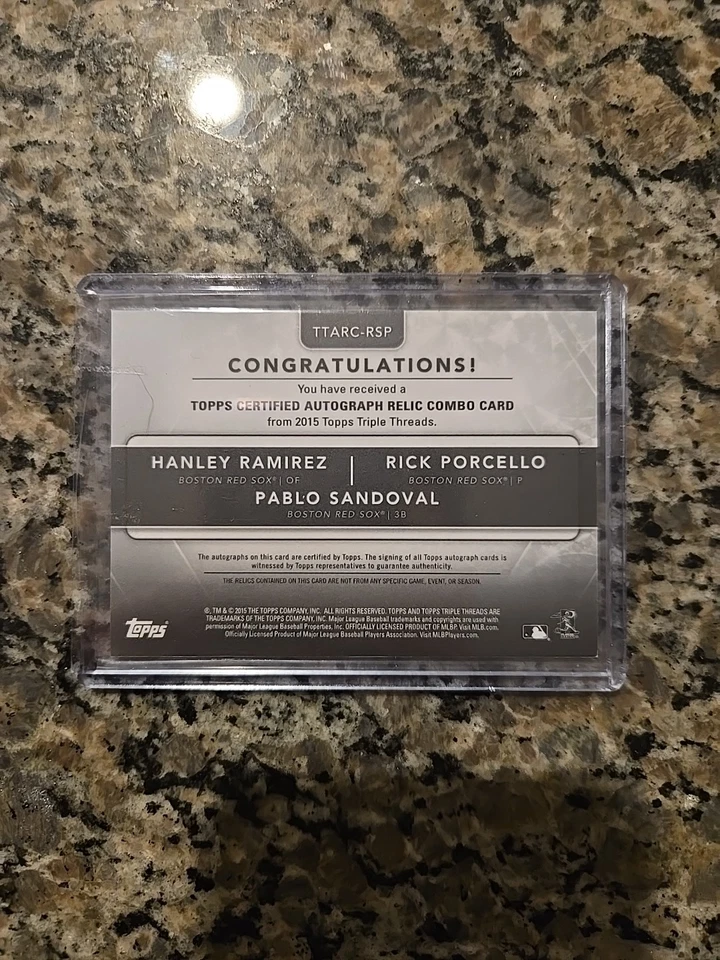 TTARC-RSP
CONGRATULATIONS!
You have received a
TOPPS CERTIFIED AUTOGRAPH RELIC COMBO CARD
from 2015 Topps Triple Threads.
HANLEY RAMIREZ | RICK PORCELLO
BOSTON RED SOX® | OF BOSTON RED SOX® | P
PABLO SANDOVAL
BOSTON RED SOX® | 3B
The autographs on this card are certified by Topps. The signing of all Topps autograph cards is
witnessed by Topps representatives to guarantee authenticity.
THE RELICS CONTAINED ON THIS CARD ARE NOT FROM ANY SPECIFIC GAME, EVENT, OR SEASON.
®, TM & © 2015 THE TOPPS COMPANY, INC. ALL RIGHTS RESERVED. TOPPS AND TOPPS TRIPLE THREADS ARE
TRADEMARKS OF THE TOPPS COMPANY, INC. Major League Baseball trademarks and copyrights are used with
permission of Major League Baseball Properties, Inc. OFFICIALLY LICENSED PRODUCT OF MLBP. Visit MLB.com.
Officially Licensed Product of Major League Baseball Players Association. Visit MLBPlayers.com.
topps®